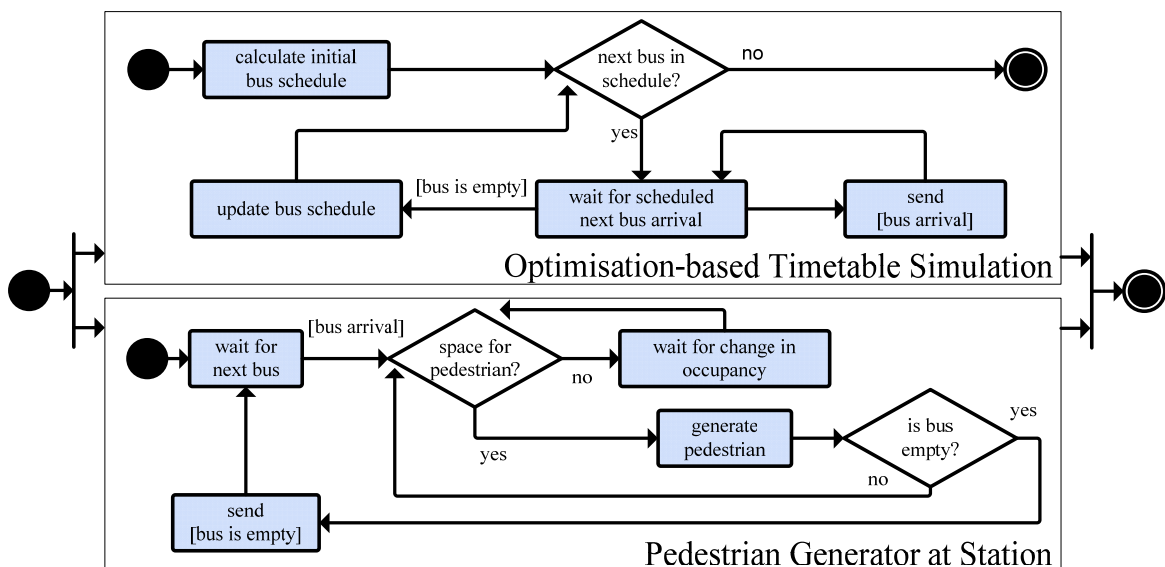 calculate initial
bus schedule
next bus in
schedule?
no
yes
[bus is empty]
update bus schedule
wait for scheduled
next bus arrival
send
[bus arrival]
Optimisation-based Timetable Simulation
[bus arrival]
wait for
next bus
space for
pedestrian?
no
wait for change in
occupancy
yes
generate
pedestrian
is bus
empty?
yes
no
send
[bus is empty]
Pedestrian Generator at Station